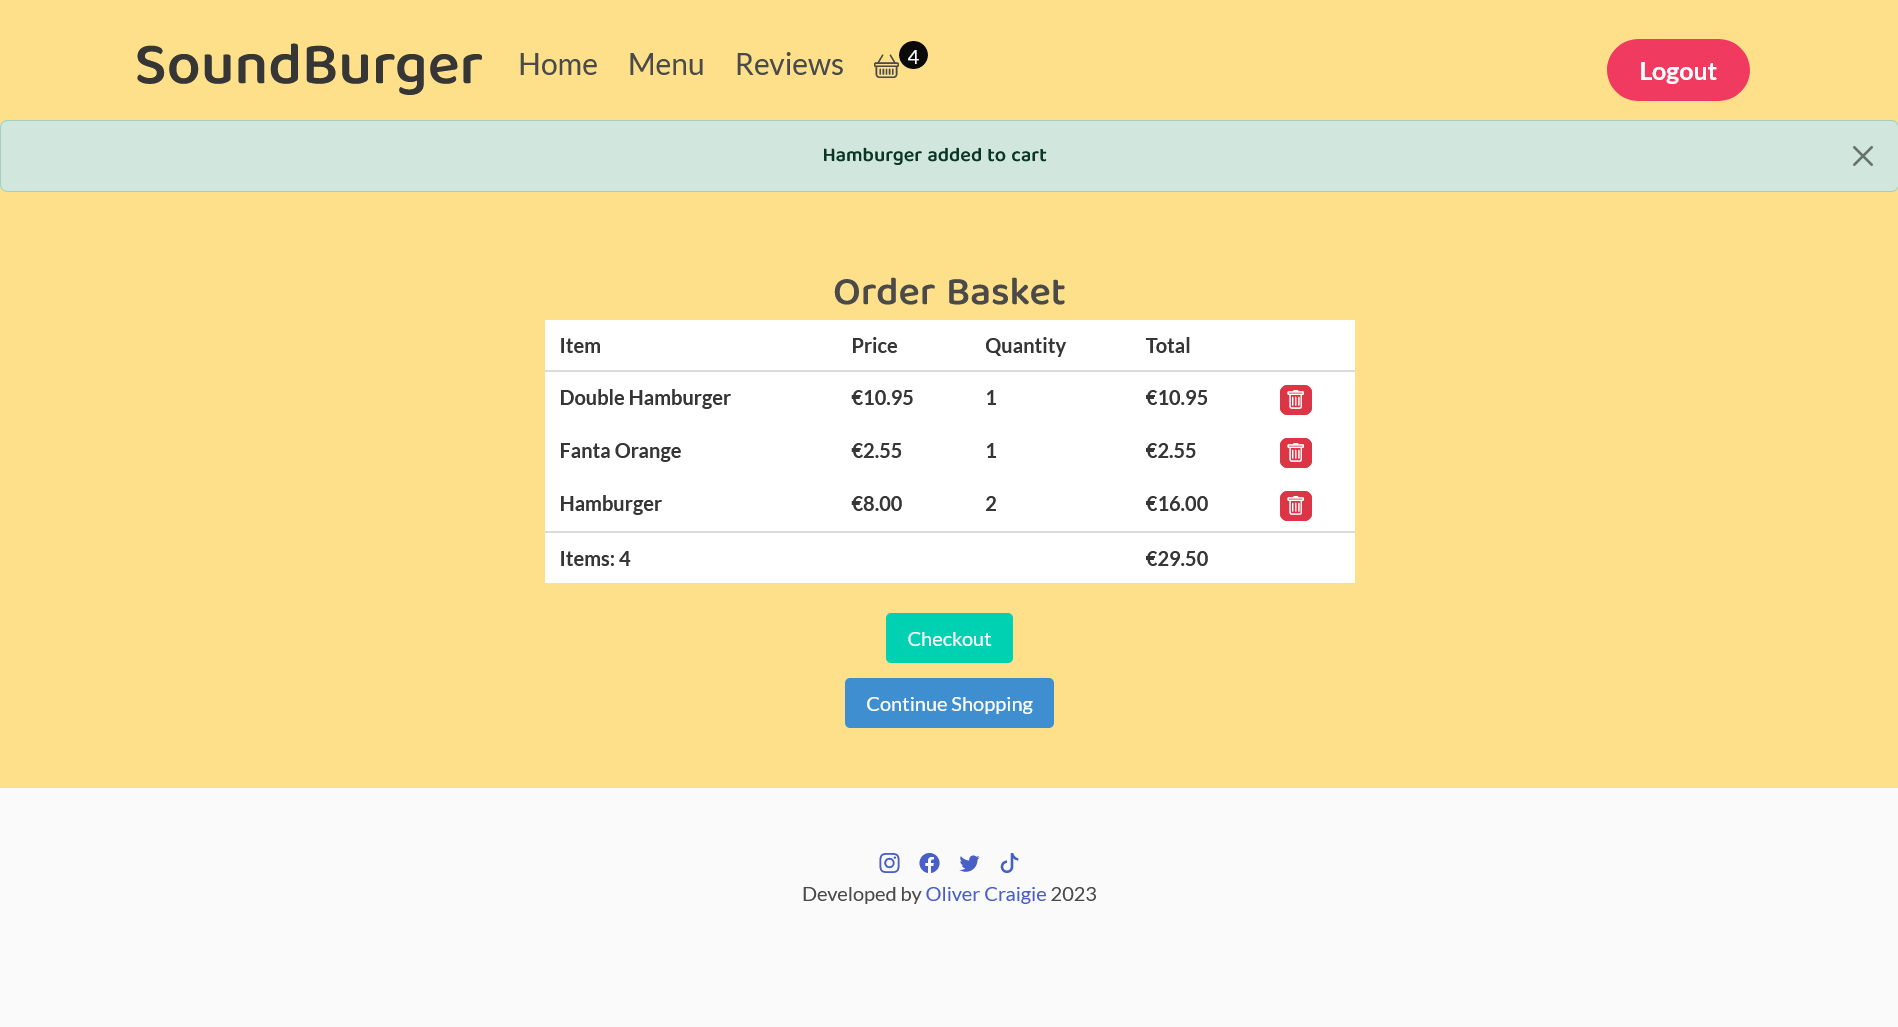 SoundBurger Home Menu Reviews 4 Logout
Hamburger added to cart
Order Basket
Item Price Quantity Total
Double Hamburger €10.95 1 €10.95
Fanta Orange €2.55 1 €2.55
Hamburger €8.00 2 €16.00
Items: 4 €29.50
Checkout
Continue Shopping
Developed by Oliver Craigie 2023